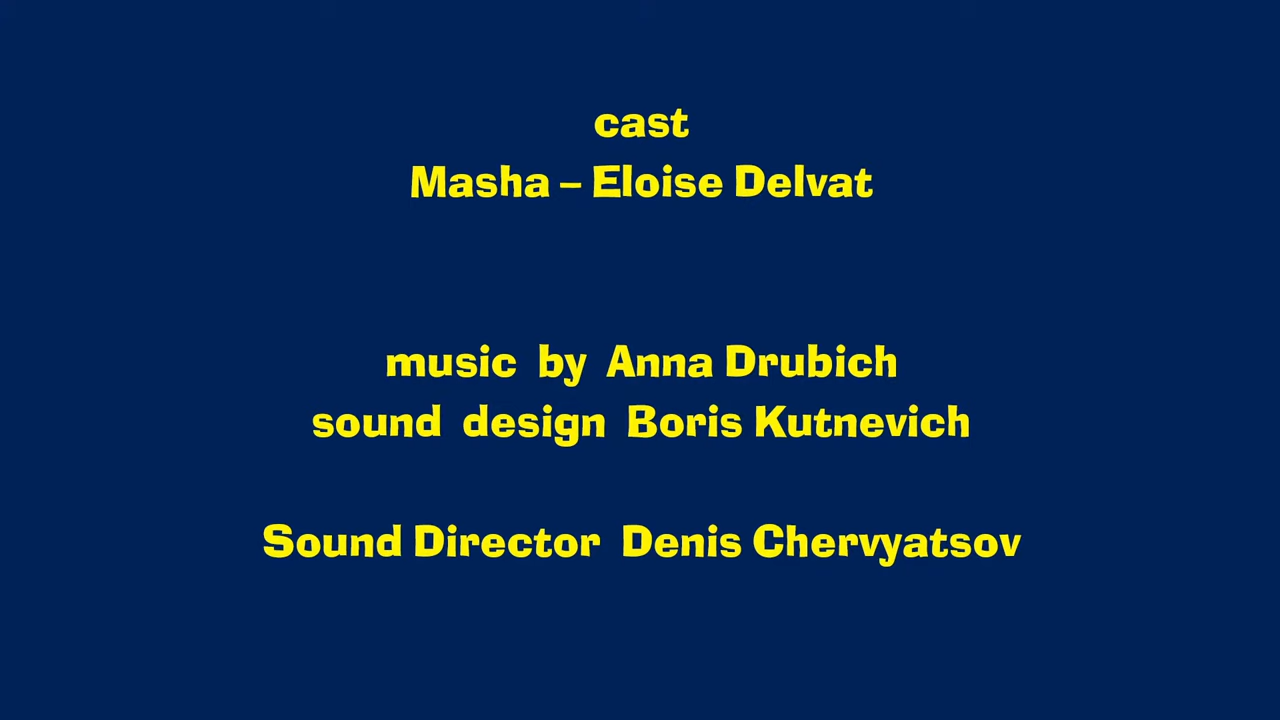 cast
Masha – Eloise Delvat
music by Anna Drubich
sound design Boris Kutnevich
Sound Director Denis Chervyatsov